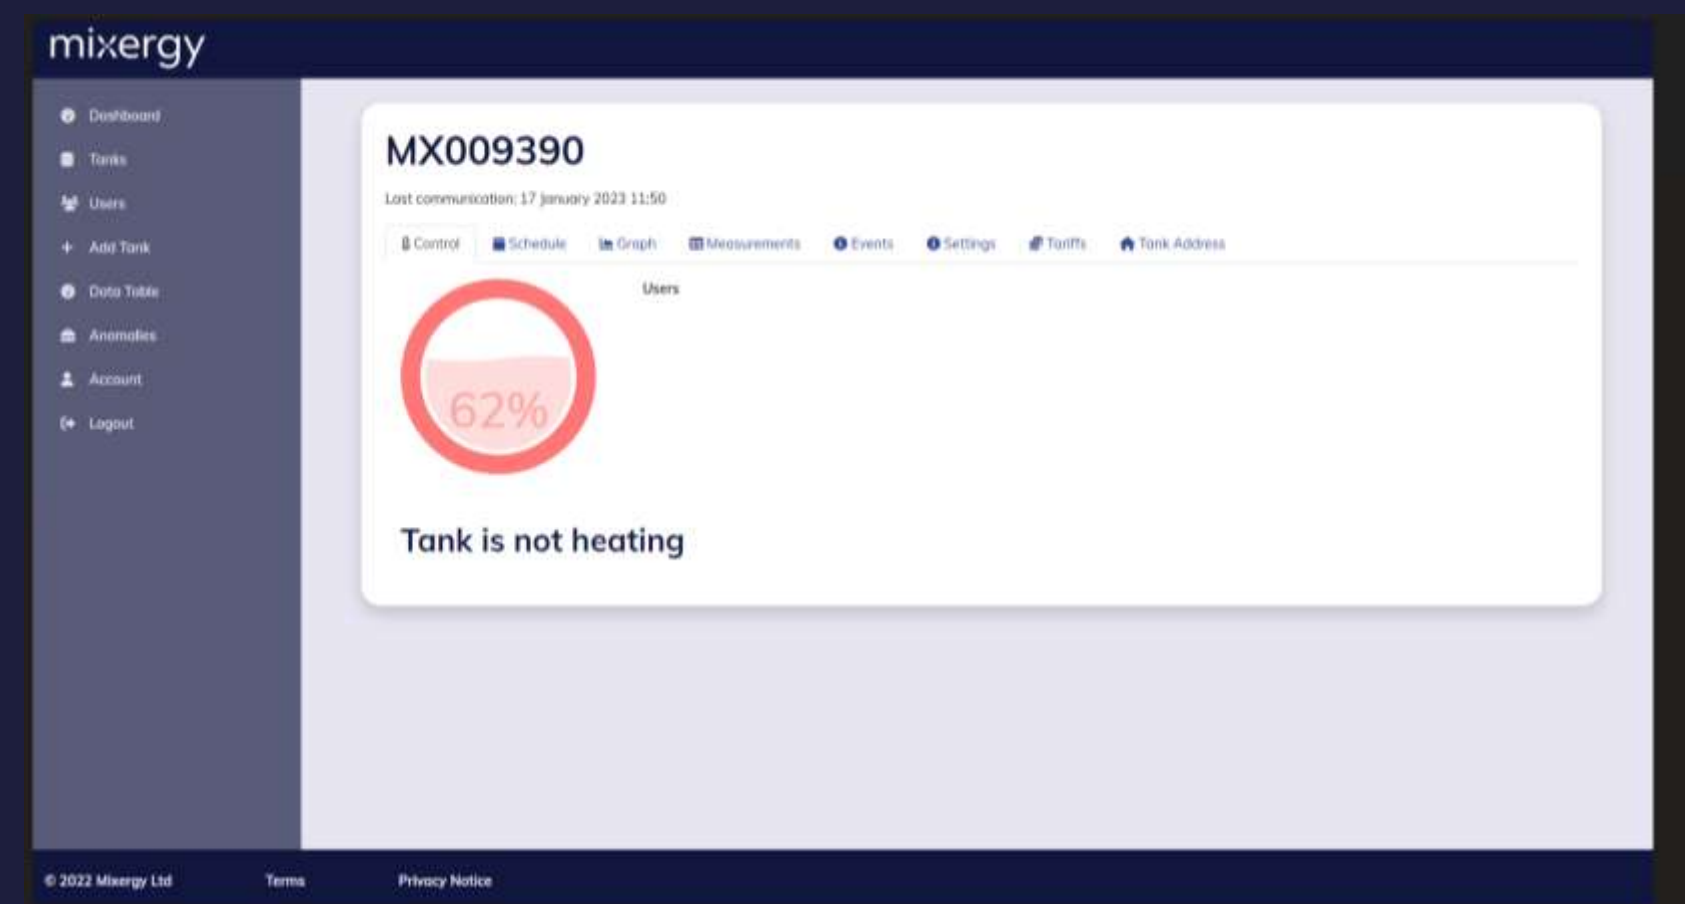 mixergy
Dashboard
Tanks
Users
Add Tank
Data Table
Anomalies
Account
Logout
MX009390
Last communication: 17 January 2023 11:50
Control Schedule Graph Measurements Events Settings Tariffs Tank Address
62%
Users
Tank is not heating
© 2022 Mixergy Ltd Terms Privacy Notice